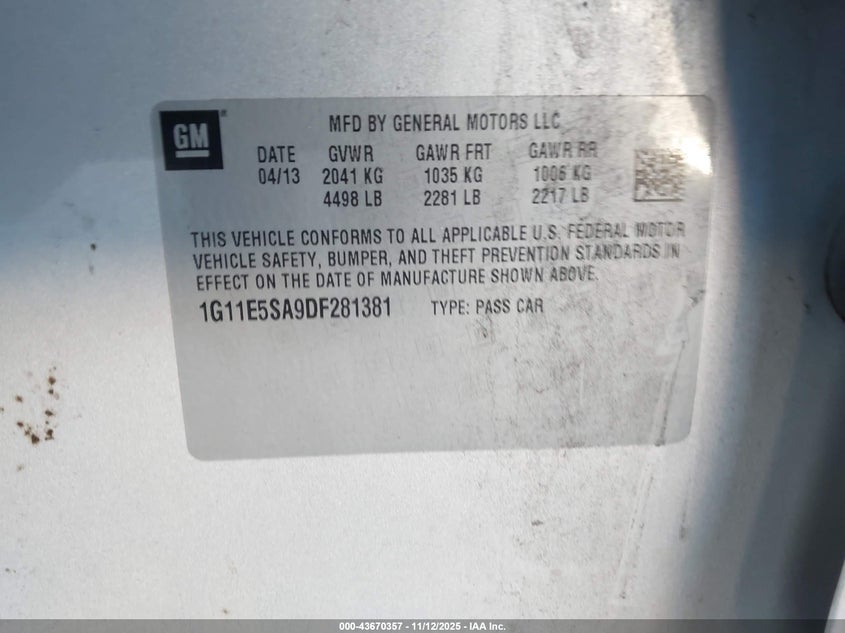 GM
MFD BY GENERAL MOTORS LLC
DATE GVWR GAWR FRT GAWR RR
04/13 2041 KG 1035 KG 1006 KG
4498 LB 2281 LB 2217 LB
THIS VEHICLE CONFORMS TO ALL APPLICABLE U.S. FEDERAL MOTOR
VEHICLE SAFETY, BUMPER, AND THEFT PREVENTION STANDARDS IN
EFFECT ON THE DATE OF MANUFACTURE SHOWN ABOVE.
1G11E5SA9DF281381 TYPE: PASS CAR
000-43670357 - 11/12/2025 - IAA Inc.